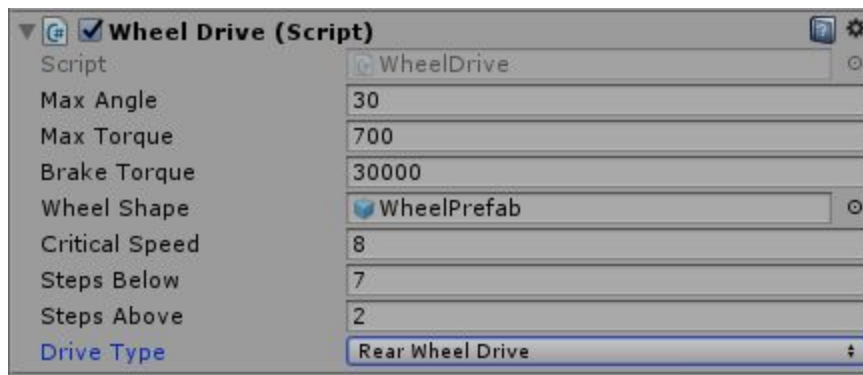 Wheel Drive (Script)
Script WheelDrive
Max Angle 30
Max Torque 700
Brake Torque 30000
Wheel Shape WheelPrefab
Critical Speed 8
Steps Below 7
Steps Above 2
Drive Type Rear Wheel Drive